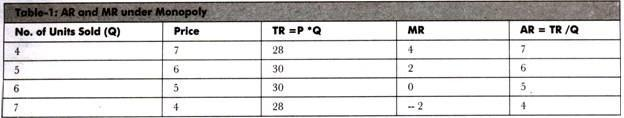 Table-1: AR and MR under Monopoly
No. of Units Sold (Q) Price TR =P *Q MR AR = TR /Q
4 7 28 4 7
5 6 30 2 6
6 5 30 0 5
7 4 28 -- 2 4